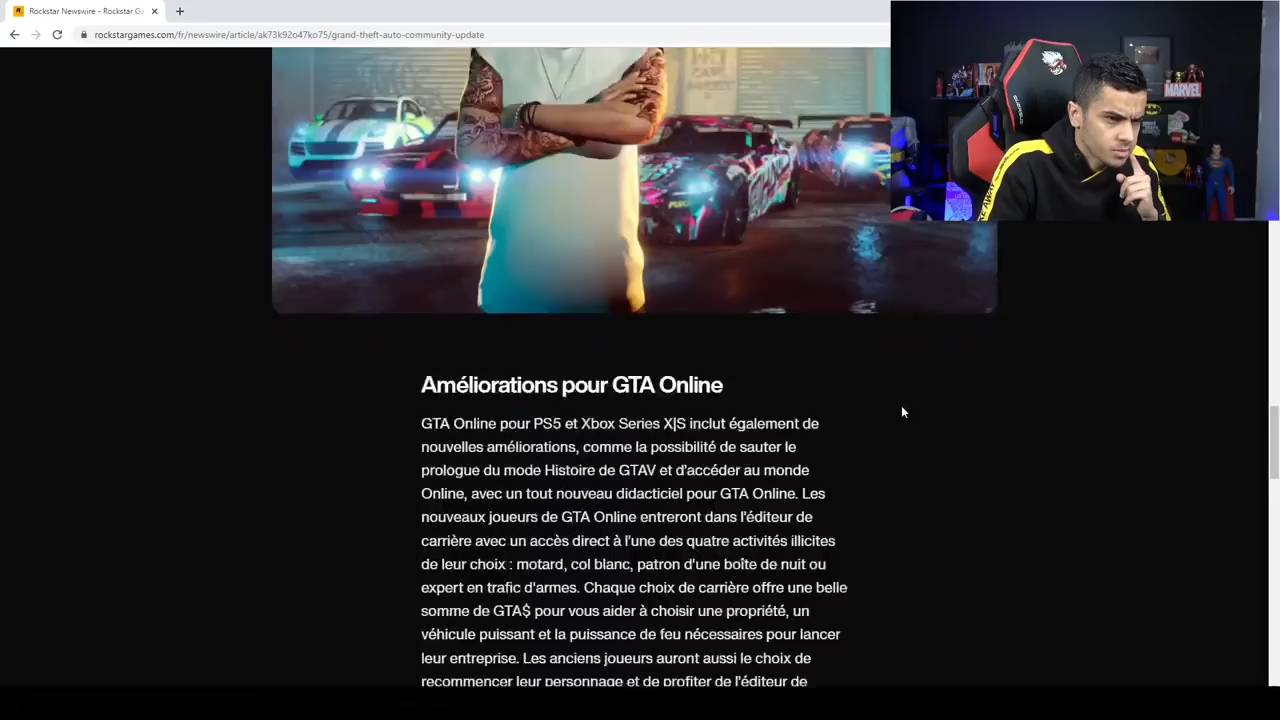 Rockstar Newswire - Rockstar Ga
rockstargames.com/fr/newswire/article/ak73k92o47ko75/grand-theft-auto-community-update
MARVEL
Améliorations pour GTA Online
GTA Online pour PS5 et Xbox Series X|S inclut également de
nouvelles améliorations, comme la possibilité de sauter le
prologue du mode Histoire de GTAV et d'accéder au monde
Online, avec un tout nouveau didacticiel pour GTA Online. Les
nouveaux joueurs de GTA Online entreront dans l'éditeur de
carrière avec un accès direct à l'une des quatre activités illicites
de leur choix : motard, col blanc, patron d'une boîte de nuit ou
expert en trafic d'armes. Chaque choix de carrière offre une belle
somme de GTA$ pour vous aider à choisir une propriété, un
véhicule puissant et la puissance de feu nécessaires pour lancer
leur entreprise. Les anciens joueurs auront aussi le choix de
recommencer leur personnage et de profiter de l'éditeur de